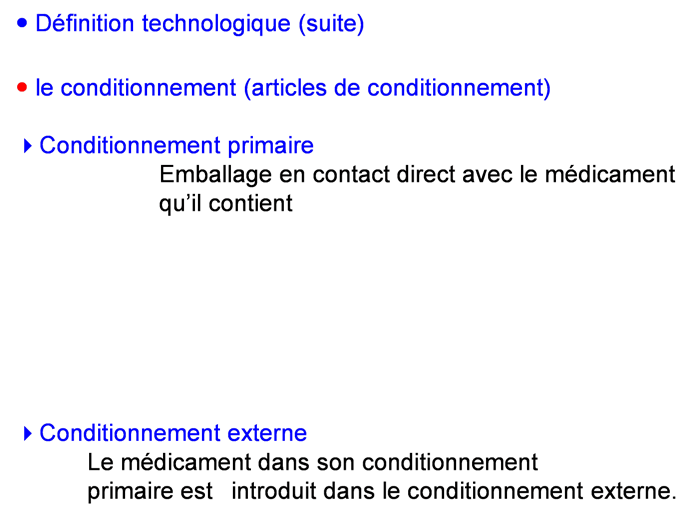 • Définition technologique (suite)
• le conditionnement (articles de conditionnement)
Conditionnement primaire
Emballage en contact direct avec le médicament
qu’il contient
Conditionnement externe
Le médicament dans son conditionnement
primaire est introduit dans le conditionnement externe.